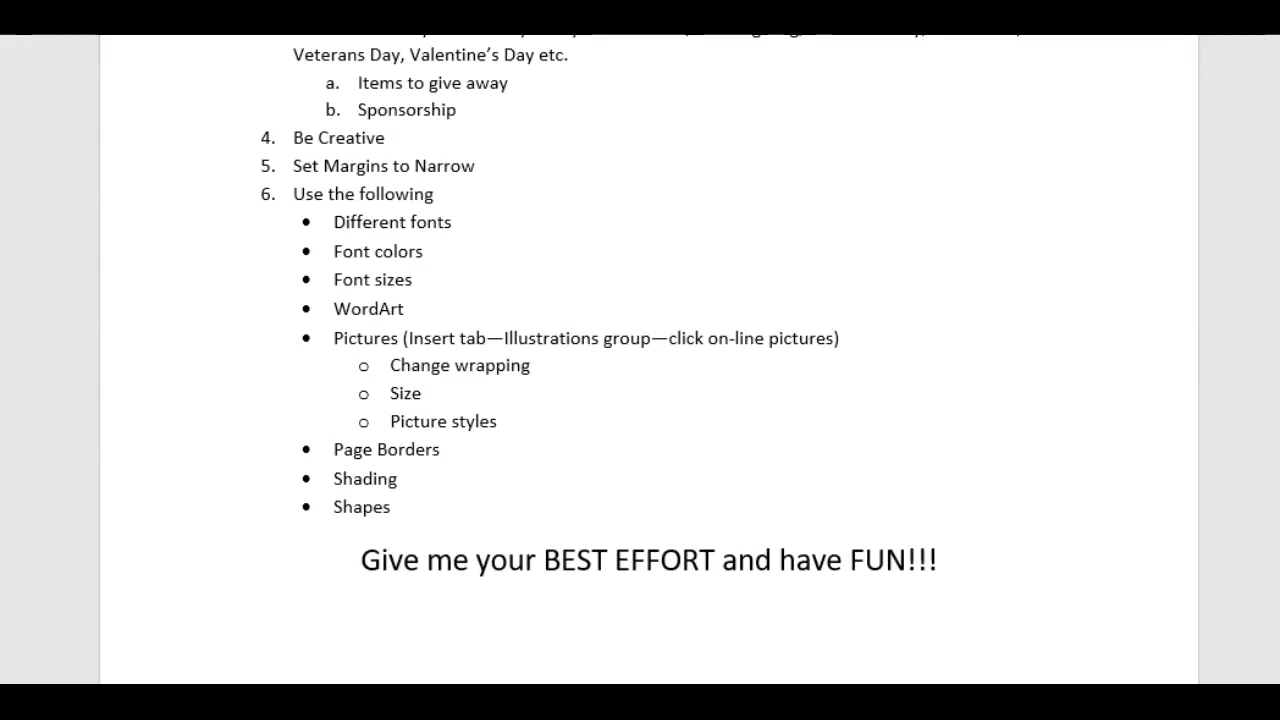 Veterans Day, Valentine’s Day etc.
a. Items to give away
b. Sponsorship
4. Be Creative
5. Set Margins to Narrow
6. Use the following
• Different fonts
• Font colors
• Font sizes
• WordArt
• Pictures (Insert tab—Illustrations group—click on-line pictures)
o Change wrapping
o Size
o Picture styles
• Page Borders
• Shading
• Shapes
Give me your BEST EFFORT and have FUN!!!